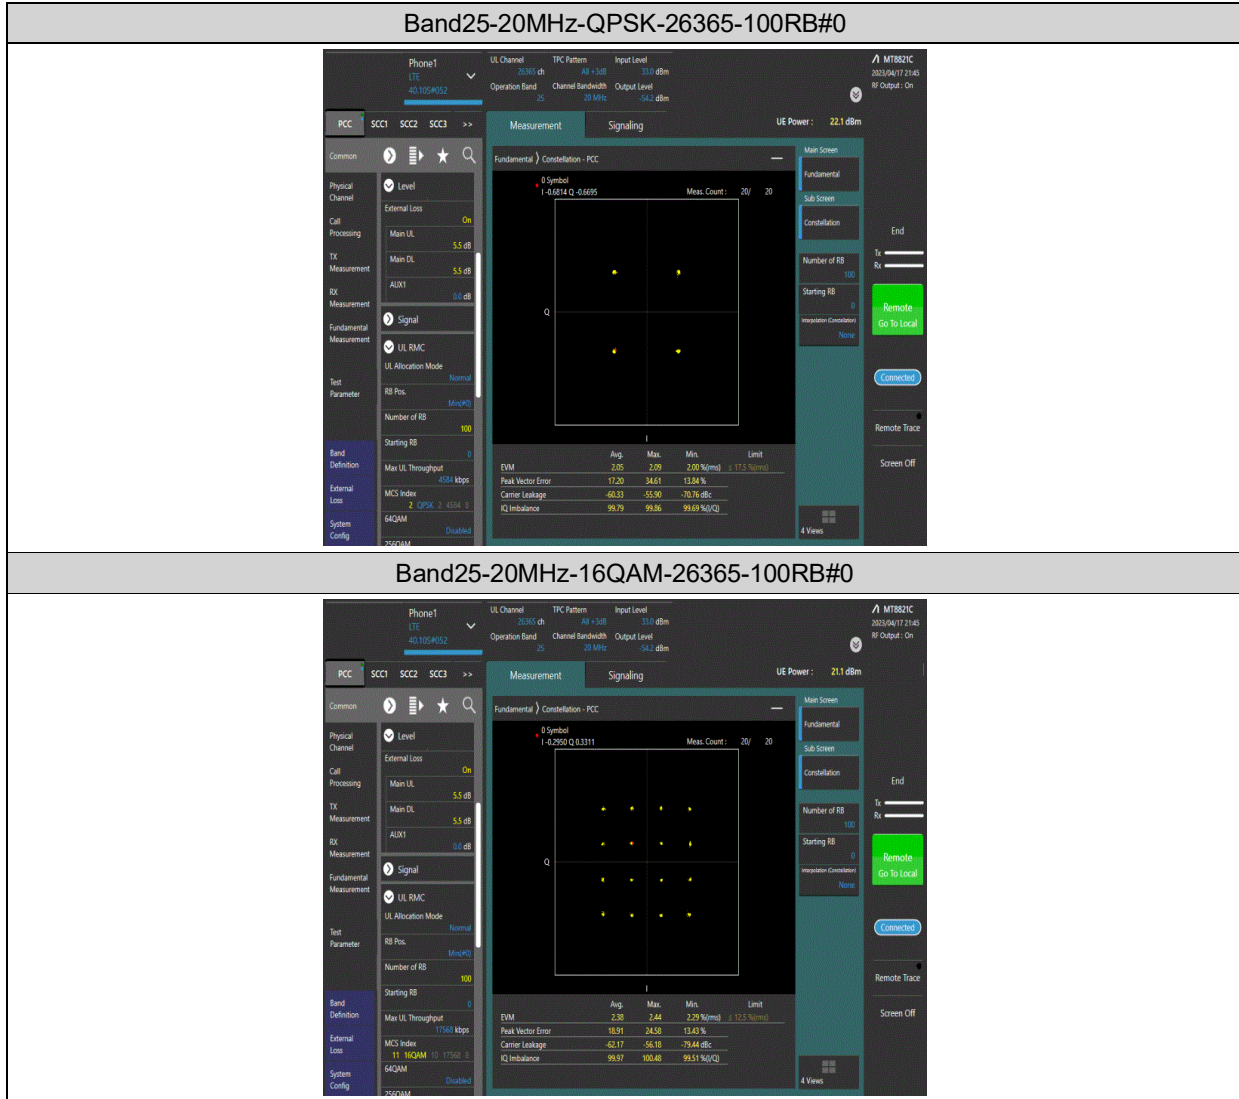 Band25-20MHz-QPSK-26365-100RB#0
Phone1
LTE
40.10S#052
UL Channel
26365 ch
TPC Pattern
All +3dB
Input Level
33.0 dBm
Operation Band
25
Channel Bandwidth
20 MHz
Output Level
-54.2 dBm
MT8821C
2023/04/17 21:45
RF Output : On
PCC SCC1 SCC2 SCC3 >>
Measurement Signaling
UE Power : 22.1 dBm
Common
Physical
Channel
Call
Processing
TX
Measurement
RX
Measurement
Fundamental
Measurement
Test
Parameter
Band
Definition
External
Loss
System
Config
Level
External Loss
On
Main UL
5.5 dB
Main DL
5.5 dB
AUX1
0.0 dB
Signal
UL RMC
UL Allocation Mode
Normal
RB Pos.
Min(#0)
Number of RB
100
Starting RB
0
Max UL Throughput
4584 kbps
MCS Index
2 QPSK 2 4584 8
64QAM
Disabled
256QAM
Fundamental 〉 Constellation - PCC
0 Symbol
I -0.6814 Q -0.6695
Meas. Count : 20/ 20
Q
I
Avg. Max. Min. Limit
EVM 2.05 2.09 2.00 %(rms) ≤ 17.5 %(rms)
Peak Vector Error 17.20 34.61 13.84 %
Carrier Leakage -60.33 -55.90 -70.76 dBc
IQ Imbalance 99.79 99.86 99.69 %(I/Q)
Main Screen
Fundamental
Sub Screen
Constellation
Number of RB
100
Starting RB
0
Interpolation (Constellation)
None
4 Views
End
Tx
Rx
Remote
Go To Local
Connected
Remote Trace
Screen Off
Band25-20MHz-16QAM-26365-100RB#0
Phone1
LTE
40.10S#052
UL Channel
26365 ch
TPC Pattern
All +3dB
Input Level
33.0 dBm
Operation Band
25
Channel Bandwidth
20 MHz
Output Level
-54.2 dBm
MT8821C
2023/04/17 21:45
RF Output : On
PCC SCC1 SCC2 SCC3 >>
Measurement Signaling
UE Power : 21.1 dBm
Common
Physical
Channel
Call
Processing
TX
Measurement
RX
Measurement
Fundamental
Measurement
Test
Parameter
Band
Definition
External
Loss
System
Config
Level
External Loss
On
Main UL
5.5 dB
Main DL
5.5 dB
AUX1
0.0 dB
Signal
UL RMC
UL Allocation Mode
Normal
RB Pos.
Min(#0)
Number of RB
100
Starting RB
0
Max UL Throughput
17568 kbps
MCS Index
11 16QAM 10 17568 8
64QAM
Disabled
256QAM
Fundamental 〉 Constellation - PCC
0 Symbol
I -0.2950 Q 0.3311
Meas. Count : 20/ 20
Q
I
Avg. Max. Min. Limit
EVM 2.38 2.44 2.29 %(rms) ≤ 12.5 %(rms)
Peak Vector Error 18.91 24.58 13.43 %
Carrier Leakage -62.17 -56.18 -79.44 dBc
IQ Imbalance 99.97 100.48 99.51 %(I/Q)
Main Screen
Fundamental
Sub Screen
Constellation
Number of RB
100
Starting RB
0
Interpolation (Constellation)
None
4 Views
End
Tx
Rx
Remote
Go To Local
Connected
Remote Trace
Screen Off